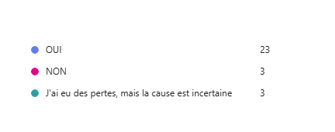 OUI 23
NON 3
J'ai eu des pertes, mais la cause est incertaine 3